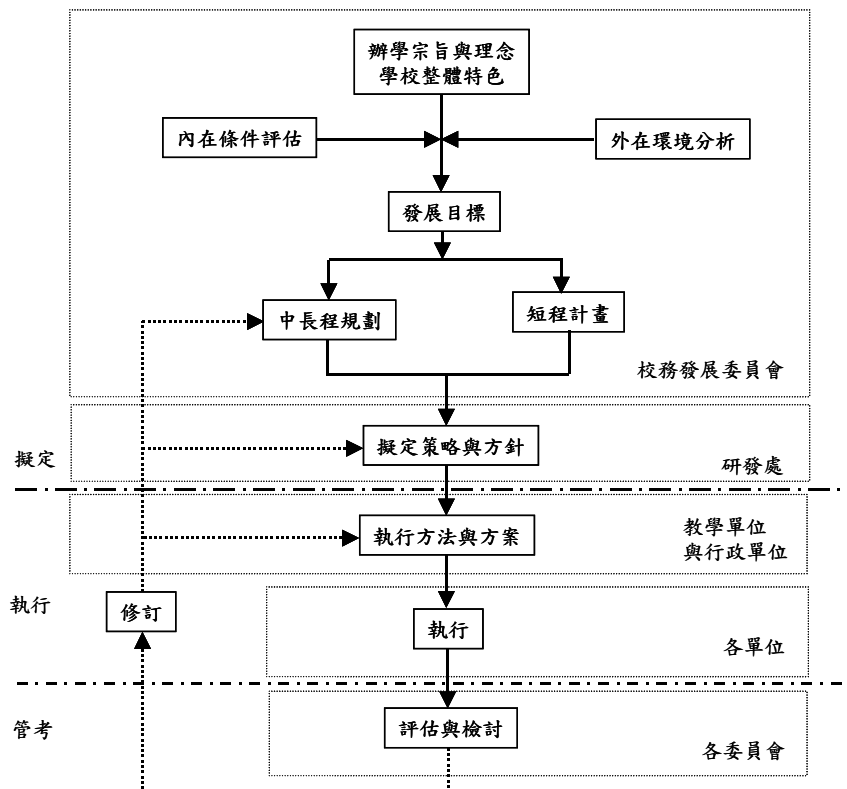 辦學宗旨與理念
學校整體特色
內在條件評估
外在環境分析
發展目標
中長程規劃
短程計畫
校務發展委員會
擬定策略與方針
擬定
研發處
執行方法與方案
教學單位
與行政單位
執行
修訂
執行
各單位
管考
評估與檢討
各委員會